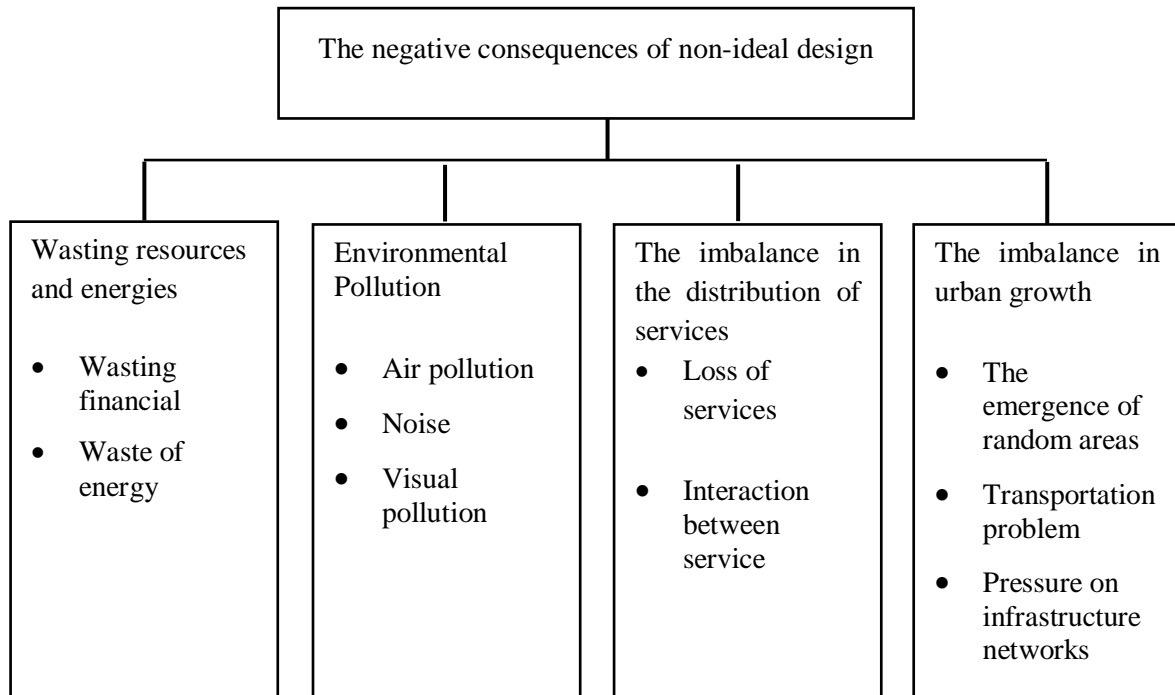 The negative consequences of non-ideal design
Wasting resources
and energies
• Wasting
financial
• Waste of
energy
Environmental
Pollution
• Air pollution
• Noise
• Visual
pollution
The imbalance in
the distribution of
services
• Loss of
services
• Interaction
between
service
The imbalance in
urban growth
• The
emergence of
random areas
• Transportation
problem
• Pressure on
infrastructure
networks